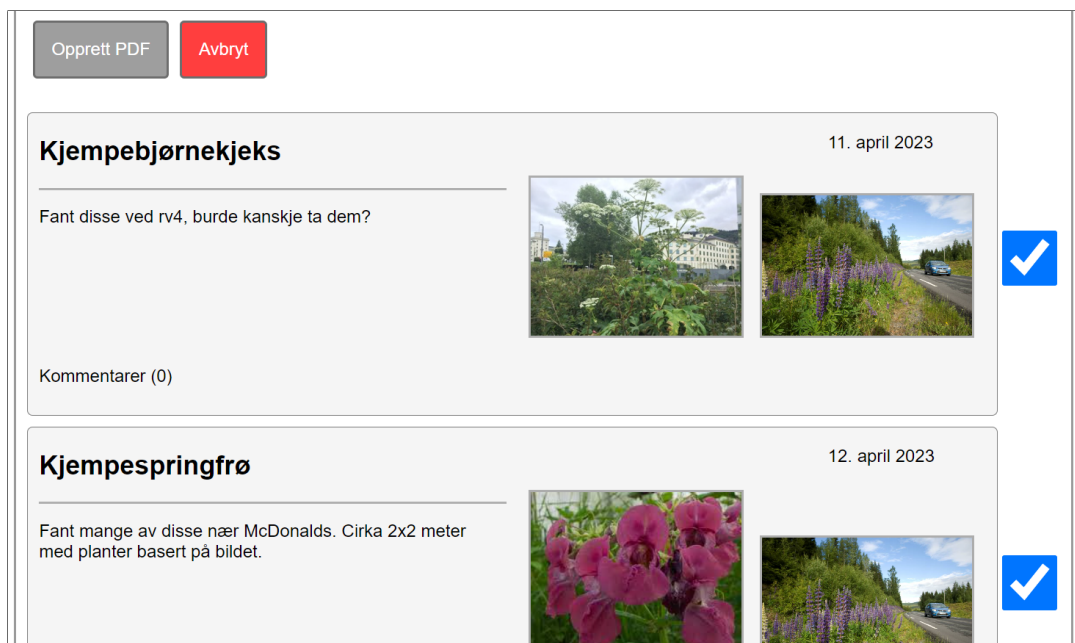 Opprett PDF
Avbryt
Kjempebjørnekjeks
11. april 2023
Fant disse ved rv4, burde kanskje ta dem?
Kommentarer (0)
Kjempespringfrø
12. april 2023
Fant mange av disse nær McDonalds. Cirka 2x2 meter
med planter basert på bildet.